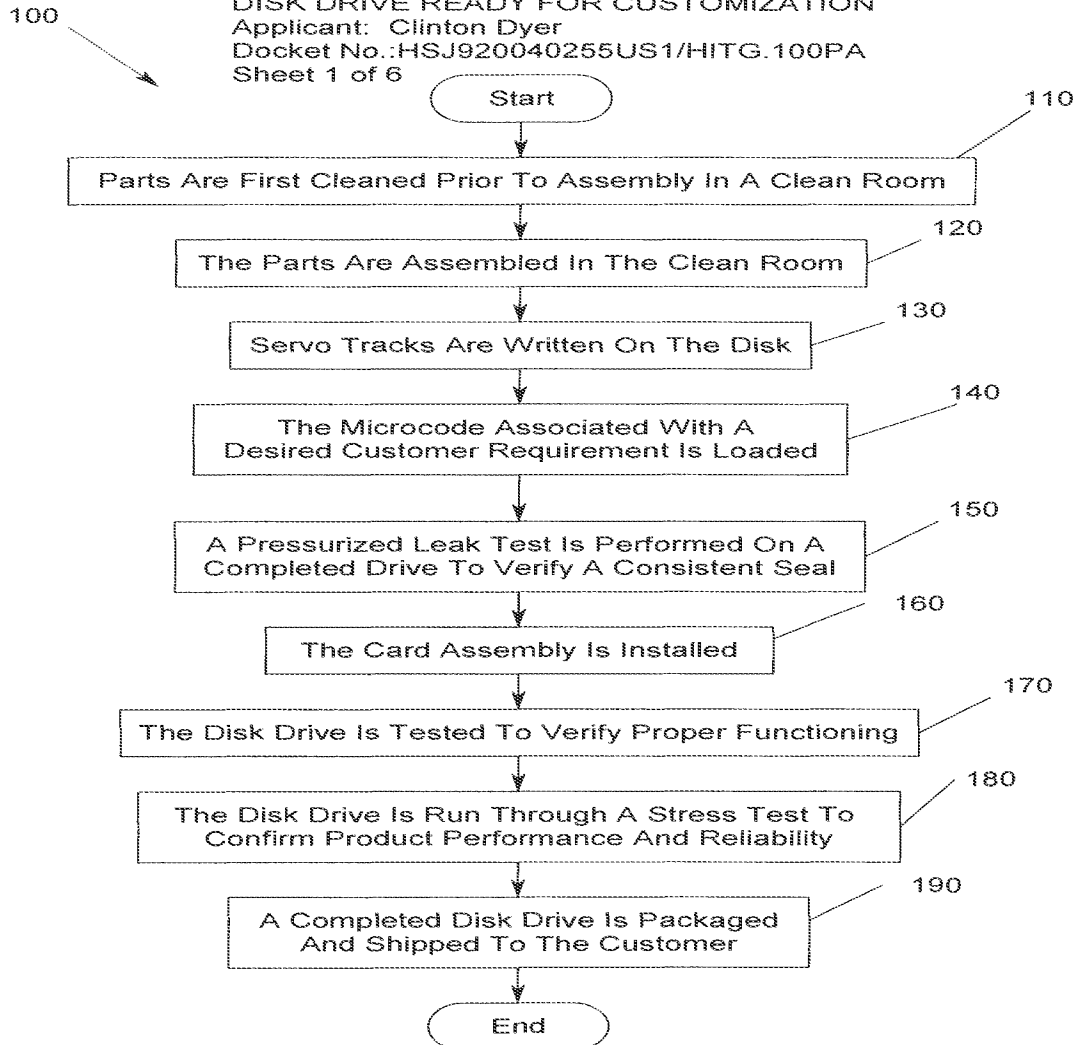 DISK DRIVE READY FOR CUSTOMIZATION
100
Applicant: Clinton Dyer
Docket No.:HSJ920040255US1/HITG.100PA
Sheet 1 of 6
Start
110
Parts Are First Cleaned Prior To Assembly In A Clean Room
120
The Parts Are Assembled In The Clean Room
130
Servo Tracks Are Written On The Disk
140
The Microcode Associated With A
Desired Customer Requirement Is Loaded
150
A Pressurized Leak Test Is Performed On A
Completed Drive To Verify A Consistent Seal
160
The Card Assembly Is Installed
170
The Disk Drive Is Tested To Verify Proper Functioning
180
The Disk Drive Is Run Through A Stress Test To
Confirm Product Performance And Reliability
190
A Completed Disk Drive Is Packaged
And Shipped To The Customer
End